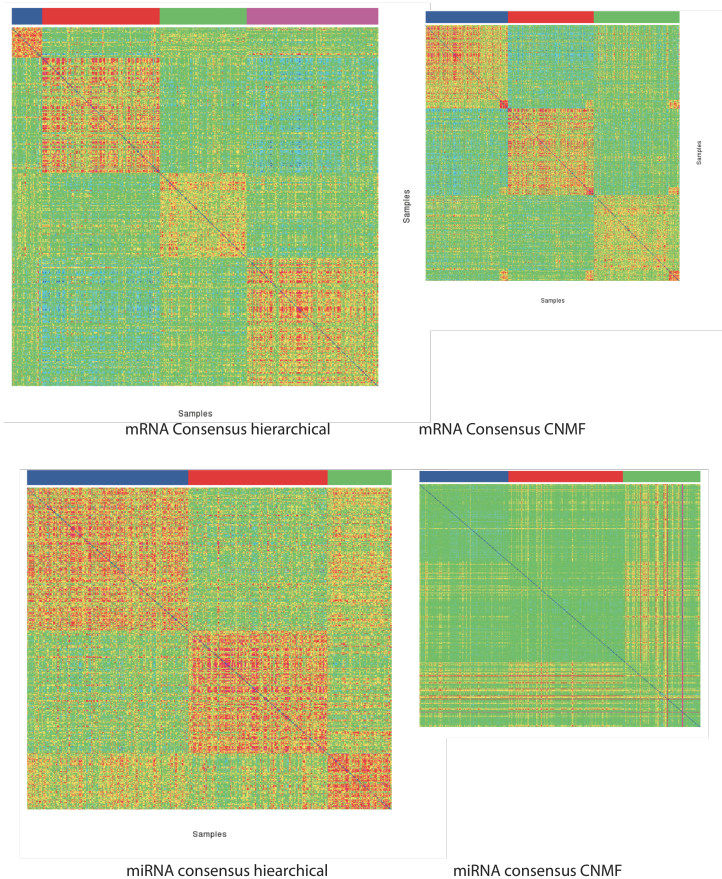 Samples
Samples
Samples
Samples
mRNA Consensus hierarchical
mRNA Consensus CNMF
Samples
miRNA consensus hiearchical
miRNA consensus CNMF